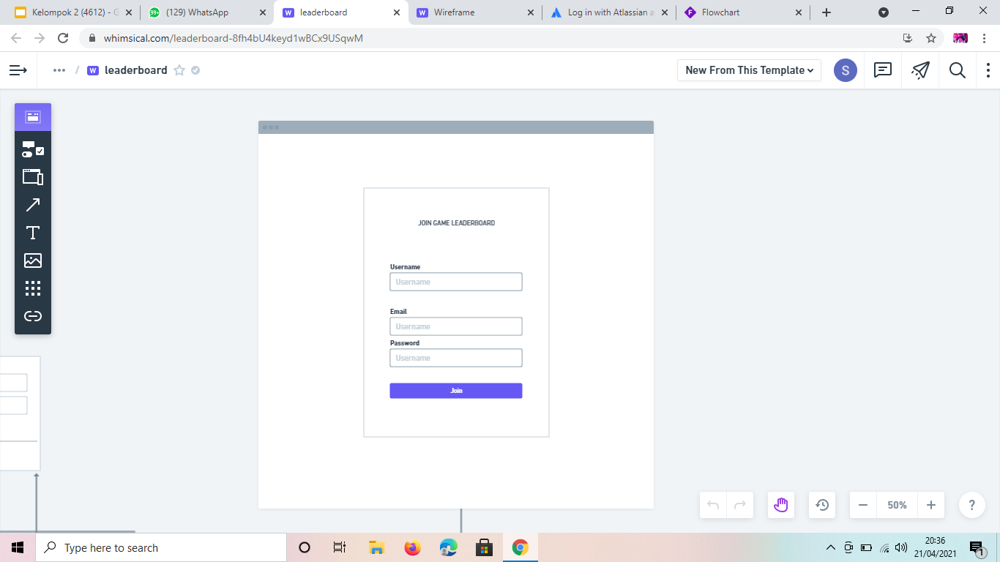 Kelompok 2 (4612) - G
(129) WhatsApp
leaderboard
Wireframe
Log in with Atlassian a
Flowchart
whimsical.com/leaderboard-8fh4bU4keyd1wBCx9USqwM
leaderboard
New From This Template
S
JOIN GAME LEADERBOARD
Username
Username
Email
Username
Password
Username
Join
50%
?
Type here to search
20:36
21/04/2021
1